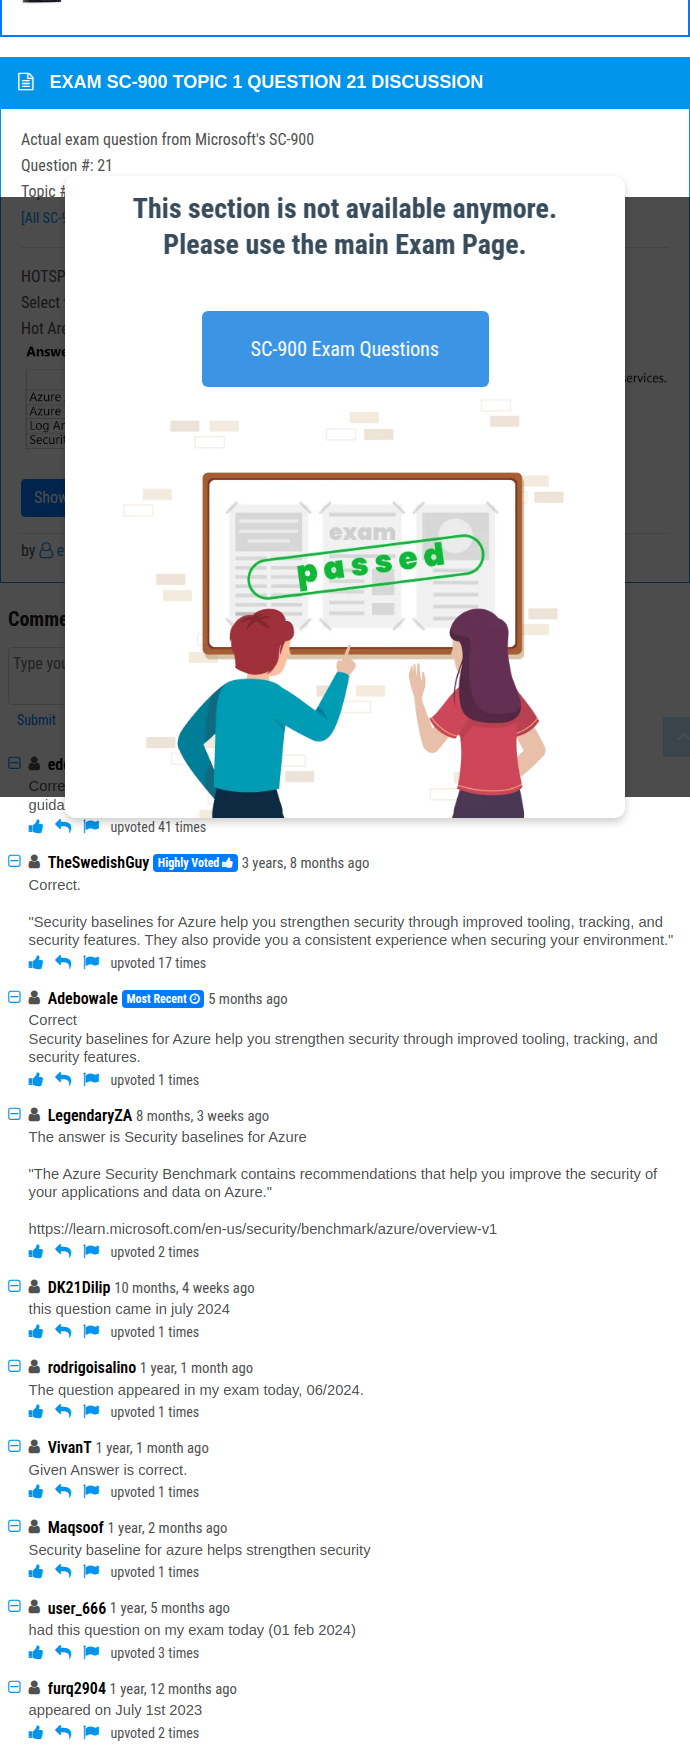 EXAM SC-900 TOPIC 1 QUESTION 21 DISCUSSION
Actual exam question from Microsoft's SC-900
Question #: 21
Topic #
[All SC-9
This section is not available anymore.
Please use the main Exam Page.
SC-900 Exam Questions
HOTSP
Select
Hot Are
Answe
ervices.
Azure
Azure
Log An
Securit
Show
by e
exam
passed
Comme
Type you
Submit
ede
Corre
guida
upvoted 41 times
TheSwedishGuy Highly Voted 3 years, 8 months ago
Correct.
"Security baselines for Azure help you strengthen security through improved tooling, tracking, and
security features. They also provide you a consistent experience when securing your environment."
upvoted 17 times
Adebowale Most Recent 5 months ago
Correct
Security baselines for Azure help you strengthen security through improved tooling, tracking, and
security features.
upvoted 1 times
LegendaryZA 8 months, 3 weeks ago
The answer is Security baselines for Azure
"The Azure Security Benchmark contains recommendations that help you improve the security of
your applications and data on Azure."
https://learn.microsoft.com/en-us/security/benchmark/azure/overview-v1
upvoted 2 times
DK21Dilip 10 months, 4 weeks ago
this question came in july 2024
upvoted 1 times
rodrigoisalino 1 year, 1 month ago
The question appeared in my exam today, 06/2024.
upvoted 1 times
VivanT 1 year, 1 month ago
Given Answer is correct.
upvoted 1 times
Maqsoof 1 year, 2 months ago
Security baseline for azure helps strengthen security
upvoted 1 times
user_666 1 year, 5 months ago
had this question on my exam today (01 feb 2024)
upvoted 3 times
furq2904 1 year, 12 months ago
appeared on July 1st 2023
upvoted 2 times